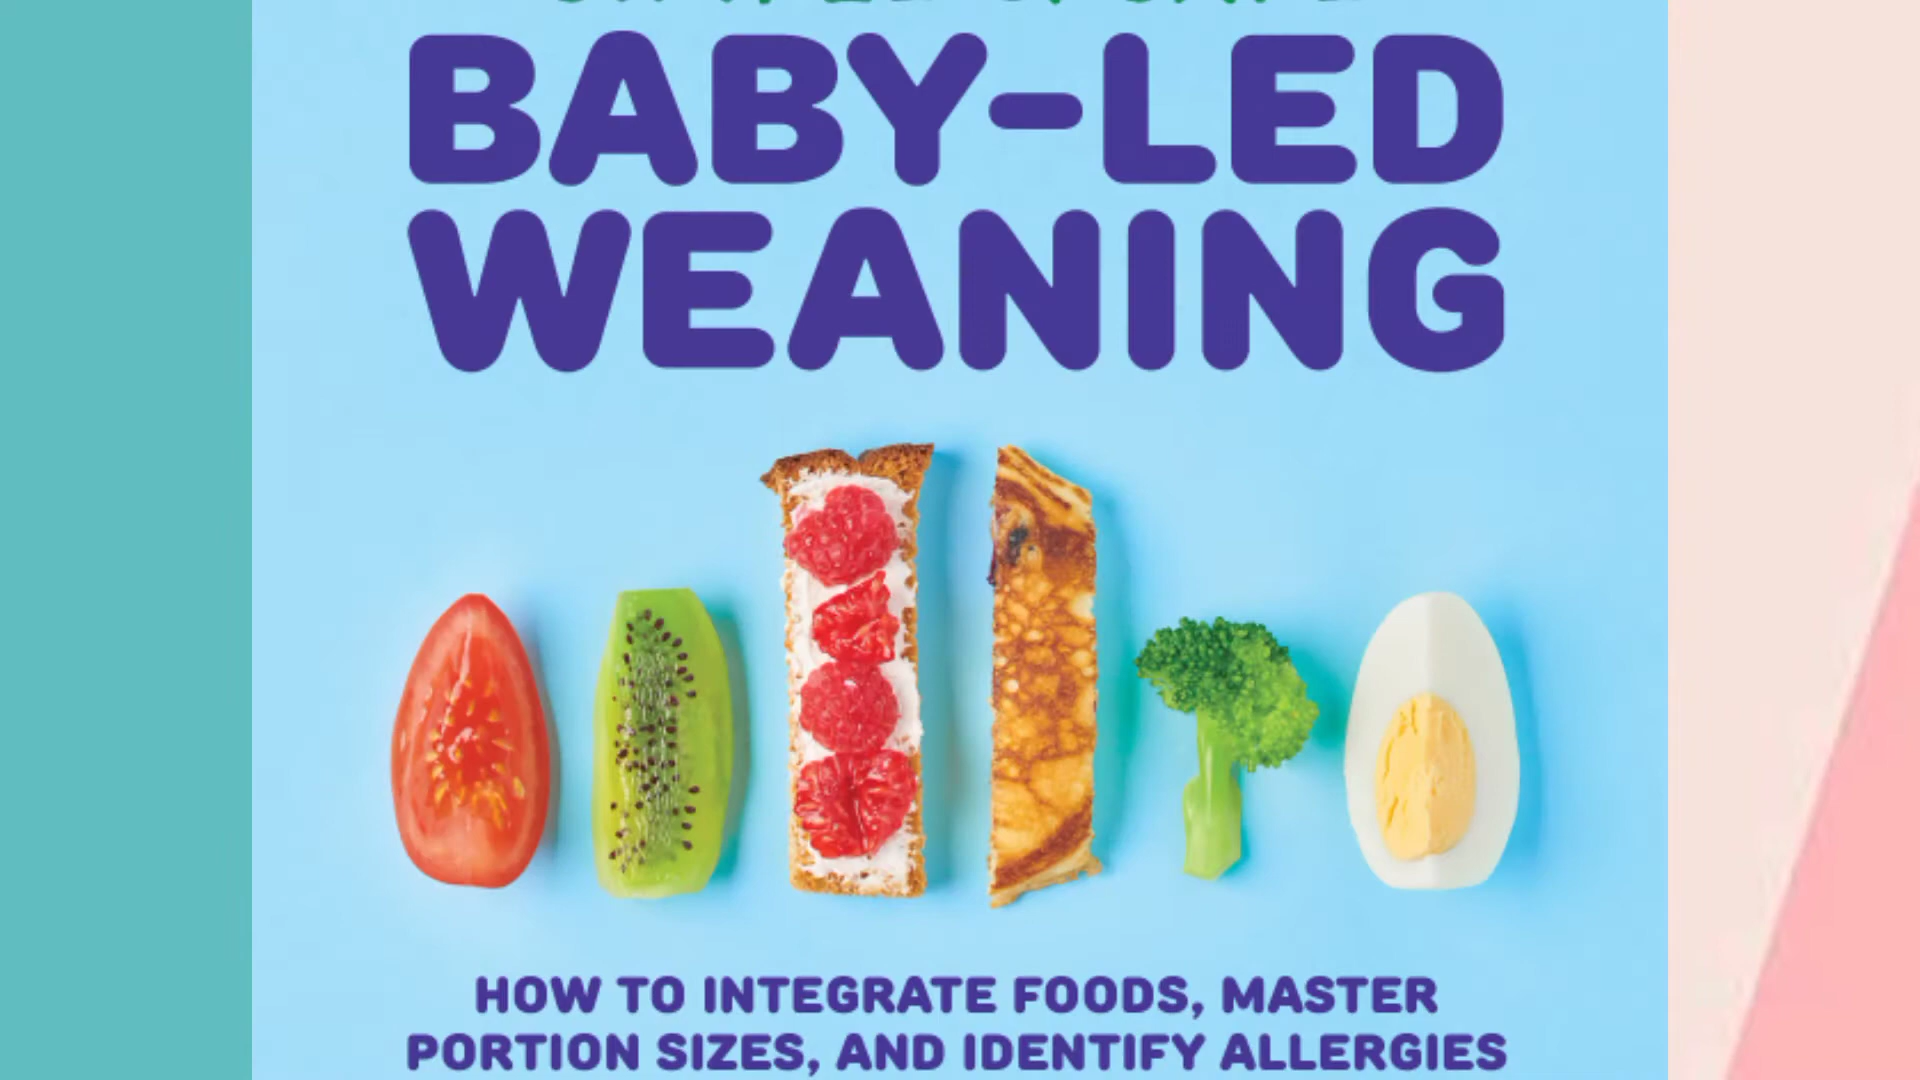 BABY-LED
WEANING
HOW TO INTEGRATE FOODS, MASTER
PORTION SIZES, AND IDENTIFY ALLERGIES